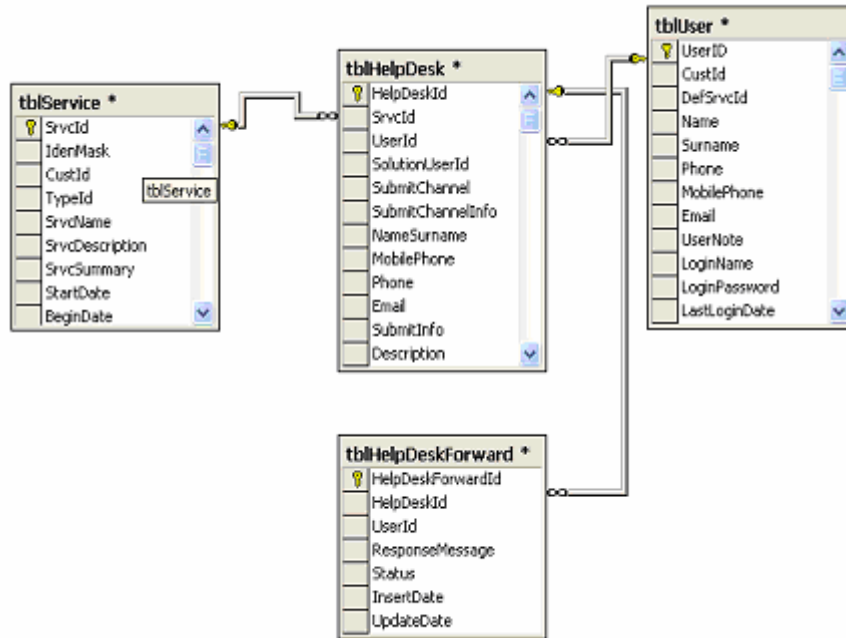 tblService *
SrvcId
IdenMask
CustId
TypeId
SrvcName
SrvcDescription
SrvcSummary
StartDate
BeginDate
tblService
tblHelpDesk *
HelpDeskId
SrvcId
UserId
SolutionUserId
SubmitChannel
SubmitChannelInfo
NameSurname
MobilePhone
Phone
Email
SubmitInfo
Description
tblUser *
UserID
CustId
DefSrvcId
Name
Surname
Phone
MobilePhone
Email
UserNote
LoginName
LoginPassword
LastLoginDate
tblHelpDeskForward *
HelpDeskForwardId
HelpDeskId
UserId
ResponseMessage
Status
InsertDate
UpdateDate